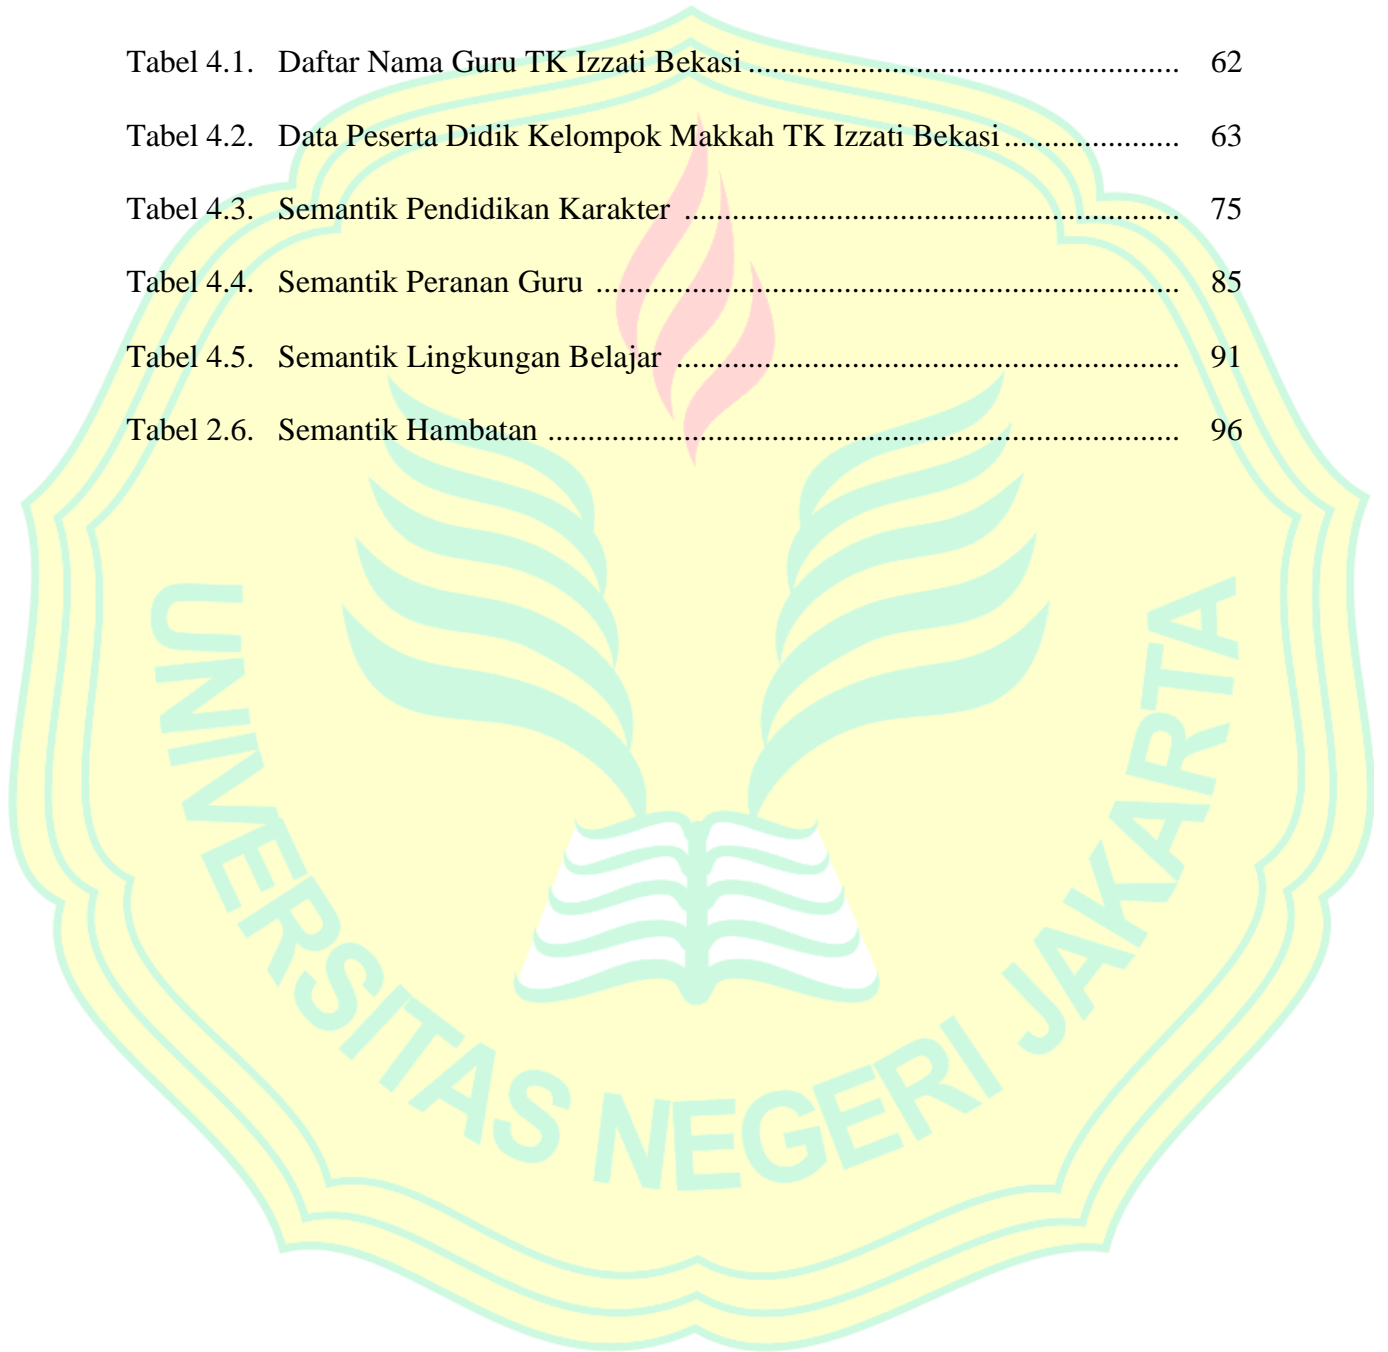 Tabel 4.1. Daftar Nama Guru TK Izzati Bekasi ...................................................... 62
Tabel 4.2. Data Peserta Didik Kelompok Makkah TK Izzati Bekasi ...................... 63
Tabel 4.3. Semantik Pendidikan Karakter .............................................................. 75
Tabel 4.4. Semantik Peranan Guru ......................................................................... 85
Tabel 4.5. Semantik Lingkungan Belajar ............................................................... 91
Tabel 2.6. Semantik Hambatan ............................................................................... 96
UNIVERSITAS NEGERI JAKARTA